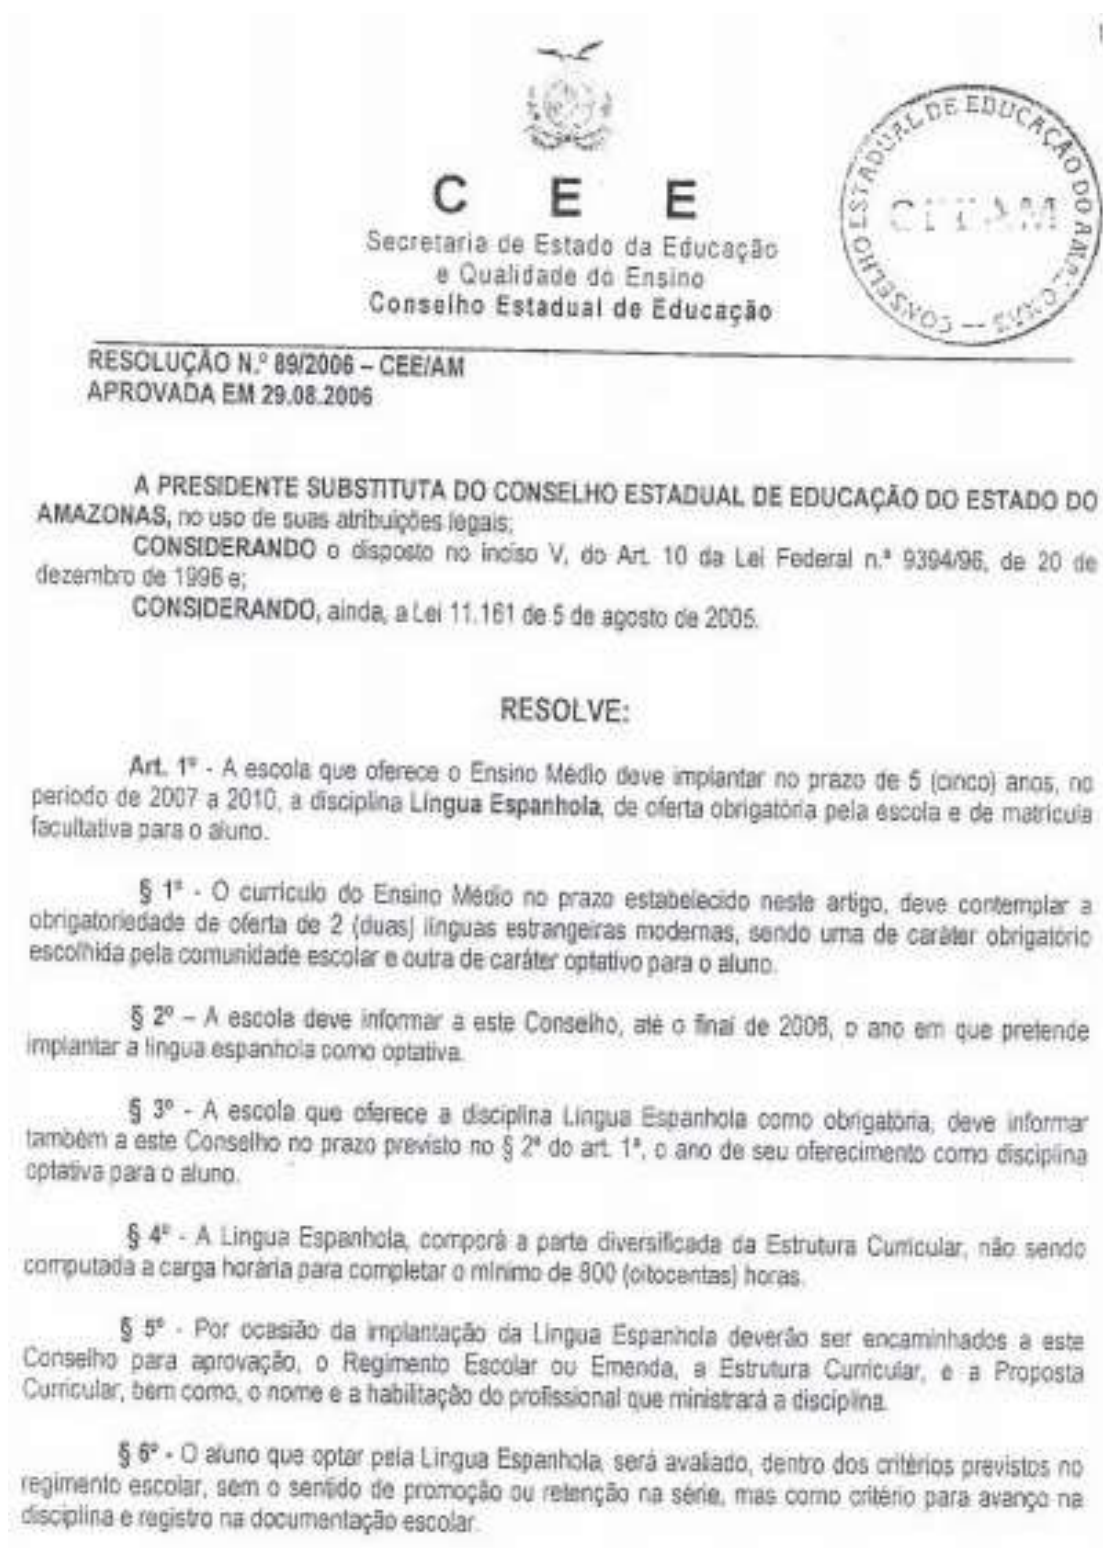 C E E
Secretaria de Estado da Educação
e Qualidade do Ensino
Conselho Estadual de Educação
CONSELHO ESTADUAL DE EDUCAÇÃO DO AMAZONAS
CEE-AM
RESOLUÇÃO N.º 89/2006 – CEE/AM
APROVADA EM 29.08.2006
A PRESIDENTE SUBSTITUTA DO CONSELHO ESTADUAL DE EDUCAÇÃO DO ESTADO DO
AMAZONAS, no uso de suas atribuições legais;
CONSIDERANDO o disposto no inciso V, do Art. 10 da Lei Federal n.º 9394/96, de 20 de
dezembro de 1996 e;
CONSIDERANDO, ainda, a Lei 11.161 de 5 de agosto de 2005.
RESOLVE:
Art. 1º - A escola que oferece o Ensino Médio deve implantar no prazo de 5 (cinco) anos, no
período de 2007 a 2010, a disciplina Língua Espanhola, de oferta obrigatória pela escola e de matrícula
facultativa para o aluno.
§ 1º - O currículo do Ensino Médio no prazo estabelecido neste artigo, deve contemplar a
obrigatoriedade de oferta de 2 (duas) línguas estrangeiras modernas, sendo uma de caráter obrigatório
escolhida pela comunidade escolar e outra de caráter optativo para o aluno.
§ 2º – A escola deve informar a este Conselho, até o final de 2006, o ano em que pretende
implantar a língua espanhola como optativa.
§ 3º - A escola que oferece a disciplina Língua Espanhola como obrigatória, deve informar
também a este Conselho no prazo previsto no § 2º do art. 1º, o ano de seu oferecimento como disciplina
optativa para o aluno.
§ 4º - A Língua Espanhola, comporá a parte diversificada da Estrutura Curricular, não sendo
computada a carga horária para completar o mínimo de 800 (oitocentas) horas.
§ 5º - Por ocasião da implantação da Língua Espanhola deverão ser encaminhados a este
Conselho para aprovação, o Regimento Escolar ou Emenda, a Estrutura Curricular, e a Proposta
Curricular, bem como, o nome e a habilitação do profissional que ministrará a disciplina.
§ 6º - O aluno que optar pela Língua Espanhola, será avaliado, dentro dos critérios previstos no
regimento escolar, sem o sentido de promoção ou retenção na série, mas como critério para avanço na
disciplina e registro na documentação escolar.